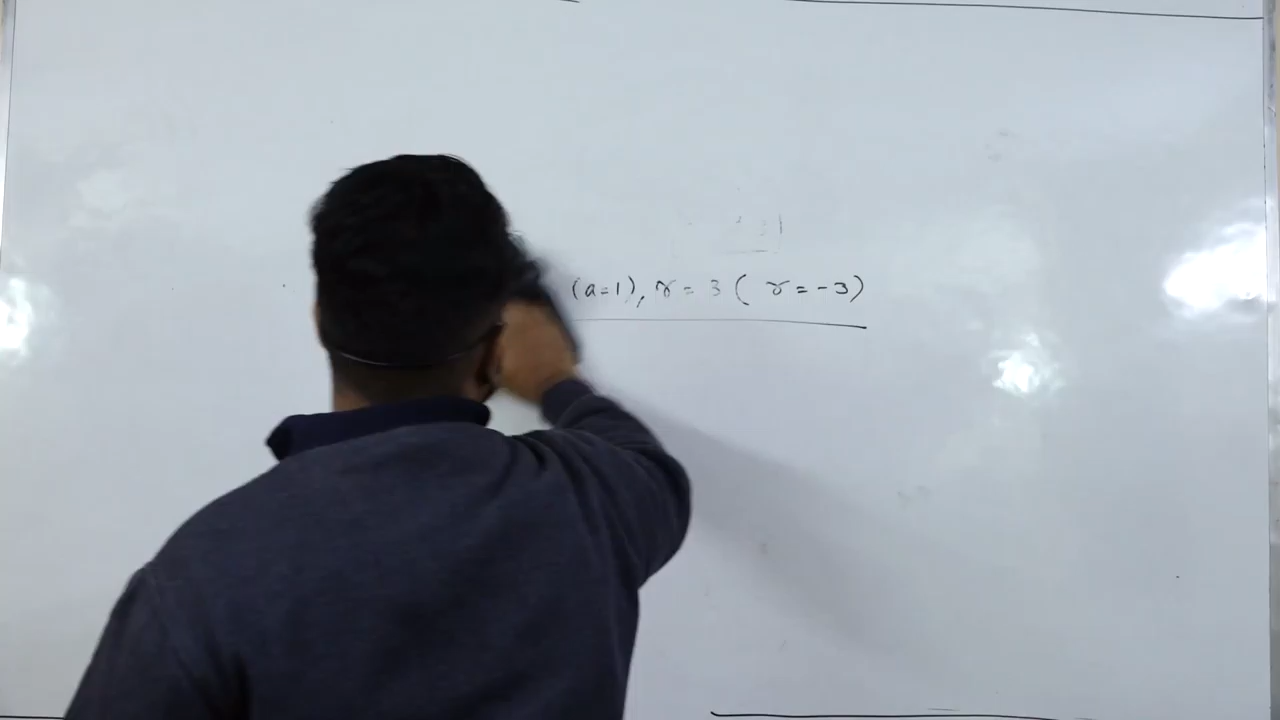 (a=1), r = 3 ( r = -3)